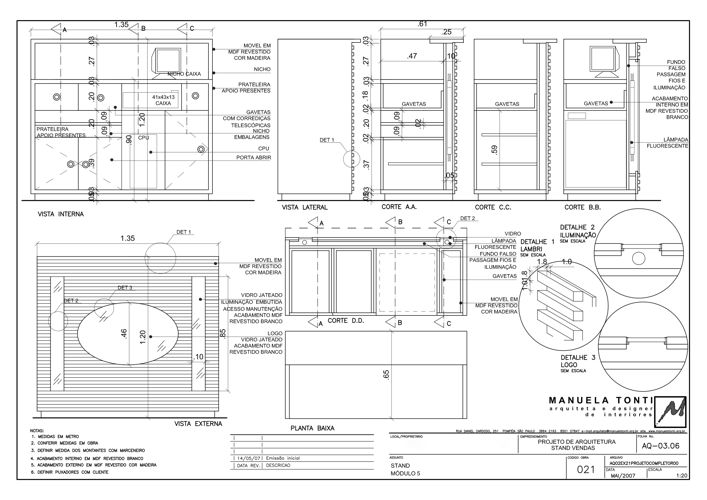 1.35
A
B
C
.03
.27
.03
.20
.20
.90
.09
.09
.39
.03
NICHO CAIXA
41x43x13
CAIXA
CPU
PRATELEIRA
APOIO PRESENTES
MOVEL EM
MDF REVESTIDO
COR MADEIRA
NICHO
PRATELEIRA
APOIO PRESENTES
GAVETAS
COM CORREDIÇAS
TELESCÓPICAS
NICHO
EMBALAGENS
CPU
PORTA ABRIR
VISTA INTERNA
DET 1
VISTA LATERAL
.61
.25
.47
.10
.03
.27
.03
.18
.02
.20
.09
.09
.02
.37
.05
.03
GAVETAS
CORTE A.A.
GAVETAS
.59
CORTE C.C.
GAVETAS
CORTE B.B.
FUNDO
FALSO
PASSAGEM
FIOS E
ILUMINAÇÃO
ACABAMENTO
INTERNO EM
MDF REVESTIDO
BRANCO
LÂMPADA
FLUORESCENTE
1.35
DET 1
DET 2
DET 3
.46
1.20
.85
.10
MOVEL EM
MDF REVESTIDO
COR MADEIRA
VIDRO JATEADO
ILUMINAÇÃO EMBUTIDA
ACESSO MANUTENÇÃO
ACABAMENTO MDF
REVESTIDO BRANCO
LOGO
VIDRO JATEADO
ACABAMENTO MDF
REVESTIDO BRANCO
VISTA EXTERNA
A
B
C
DET 2
VIDRO
LÂMPADA
FLUORESCENTE
FUNDO FALSO
PASSAGEM FIOS E
ILUMINAÇÃO
GAVETAS
MOVEL EM
MDF REVESTIDO
COR MADEIRA
A
B
C
CORTE D.D.
.65
PLANTA BAIXA
DETALHE 1
LAMBRI
SEM ESCALA
1.8
1.0
1.8
1.0
DETALHE 2
ILUMINAÇÃO
SEM ESCALA
DETALHE 3
LOGO
SEM ESCALA
MANUELA TONTI
arquiteta e designer
de interiores
NOTAS:
1. MEDIDAS EM METRO
2. CONFERIR MEDIDAS EM OBRA
3. DEFINIR MEDIDA DOS MONTANTES COM MARCENEIRO
4. ACABAMENTO INTERNO EM MDF REVESTIDO BRANCO
5. ACABAMENTO EXTERNO EM MDF REVESTIDO COR MADEIRA
6. DEFINIR PUXADORES COM CLIENTE
14/05/07 Emissão inicial
DATA REV. DESCRICAO
LOCAL/PROPRIETÁRIO
EMPREENDIMENTO
PROJETO DE ARQUITETURA
STAND VENDAS
FOLHA No.
AQ-03.06
ASSUNTO
STAND
MÓDULO 5
CODIGO OBRA
021
ARQUIVO
AQ02EX21PROJETOCOMPLETOR00
DATA
MAI/2007
ESCALA
1:20